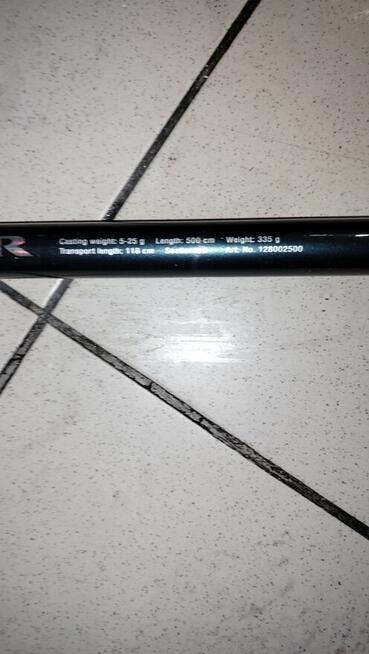 R
Casting weight: 5-25 g Length: 500 cm Weight: 335 g
Transport length: 118 cm Art. No. 128002500